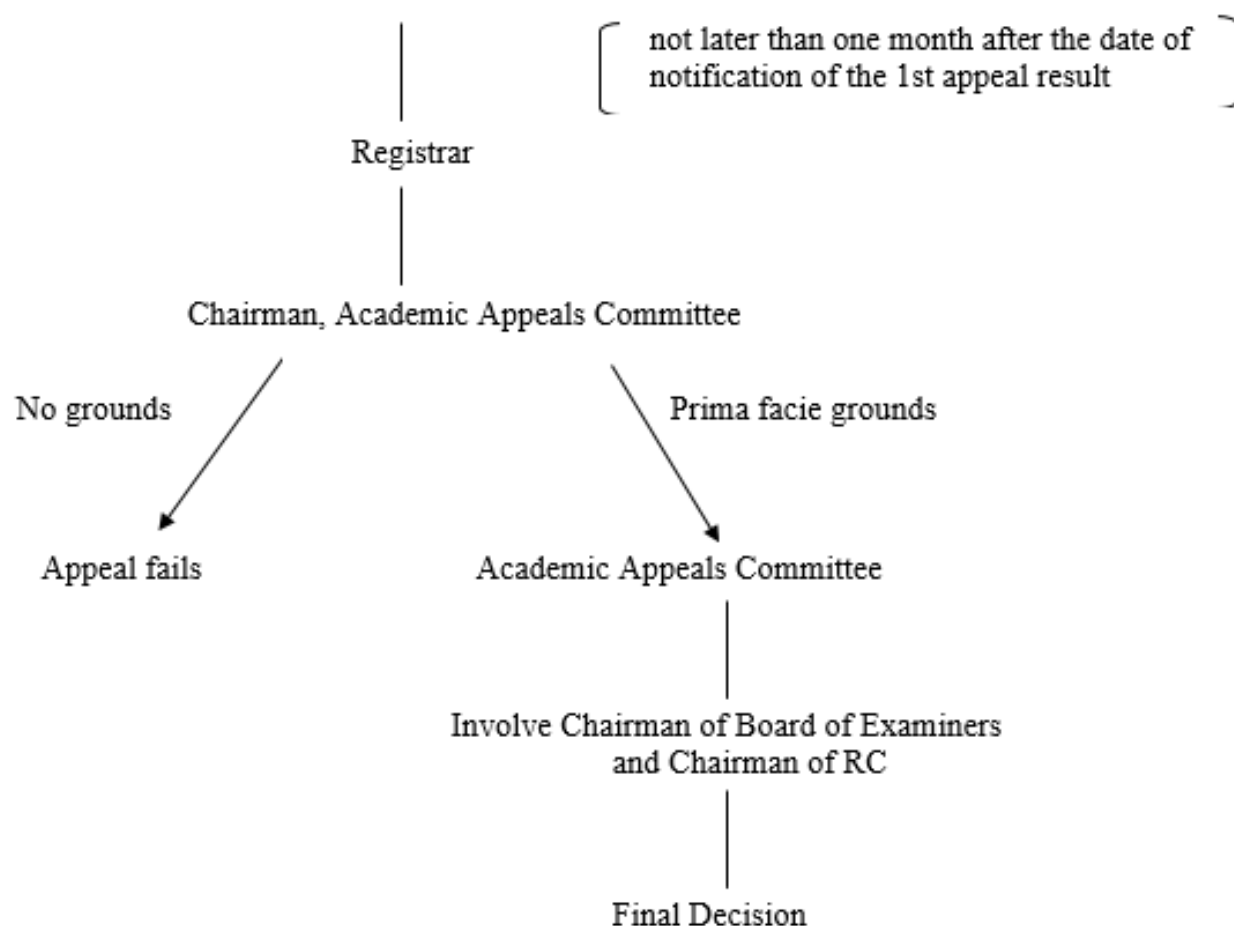 not later than one month after the date of
notification of the 1st appeal result
Registrar
Chairman, Academic Appeals Committee
No grounds
Prima facie grounds
Appeal fails
Academic Appeals Committee
Involve Chairman of Board of Examiners
and Chairman of RC
Final Decision